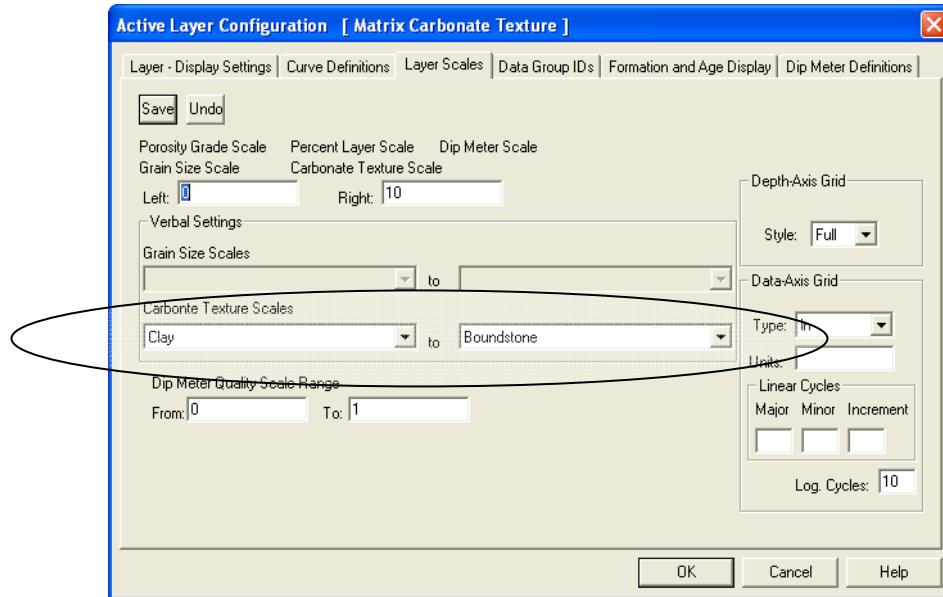 Active Layer Configuration [ Matrix Carbonate Texture ]
Layer - Display Settings Curve Definitions Layer Scales Data Group IDs Formation and Age Display Dip Meter Definitions
Save Undo
Porosity Grade Scale Percent Layer Scale Dip Meter Scale
Grain Size Scale Carbonate Texture Scale
Left: 0 Right: 10
Verbal Settings
Grain Size Scales
to
Carbonte Texture Scales
Clay to Boundstone
Dip Meter Quality Scale Range
From: 0 To: 1
Depth-Axis Grid
Style: Full
Data-Axis Grid
Type: ln
Units:
Linear Cycles
Major Minor Increment
Log. Cycles: 10
OK Cancel Help